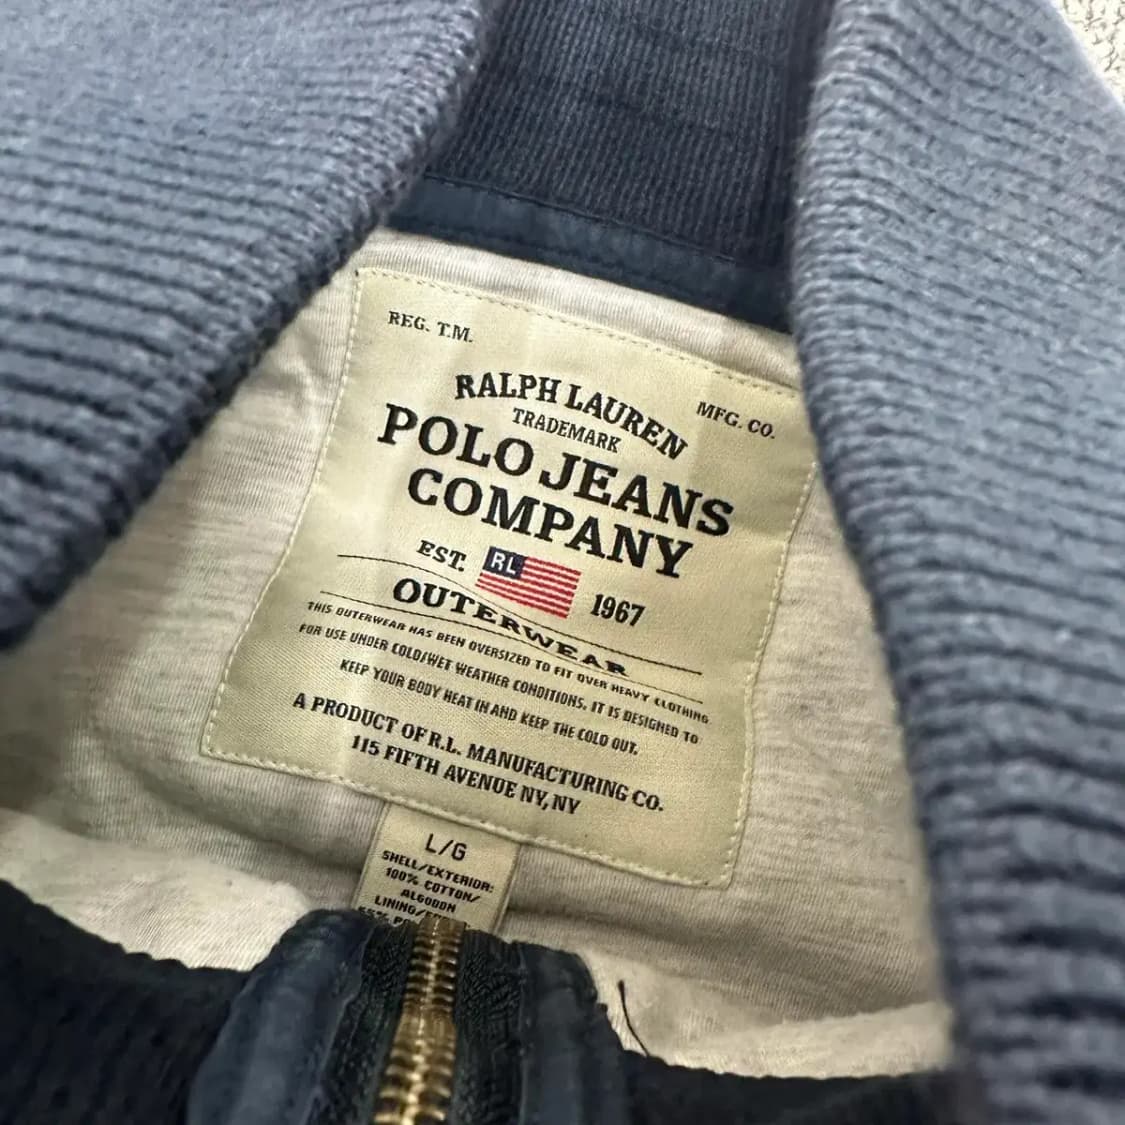 REG. T.M.
MFG. CO.
RALPH LAUREN
TRADEMARK
POLO JEANS
COMPANY
EST. RL 1967
OUTERWEAR
THIS OUTERWEAR HAS BEEN OVERSIZED TO FIT OVER HEAVY CLOTHING
FOR USE UNDER COLD/WET WEATHER CONDITIONS. IT IS DESIGNED TO
KEEP YOUR BODY HEAT IN AND KEEP THE COLD OUT.
A PRODUCT OF R.L. MANUFACTURING CO.
115 FIFTH AVENUE NY, NY
L/G
SHELL/EXTERIOR:
100% COTTON/
ALGODON
LINING/